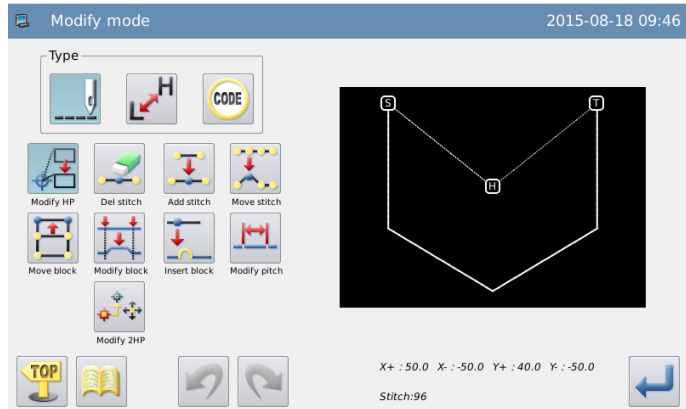 Modify mode 2015-08-18 09:46
Type
L H CODE
Modify HP Del stitch Add stitch Move stitch
Move block Modify block Insert block Modify pitch
Modify 2HP
S T
H
X+ : 50.0 X- : -50.0 Y+ : 40.0 Y- : -50.0
Stitch:96
TOP